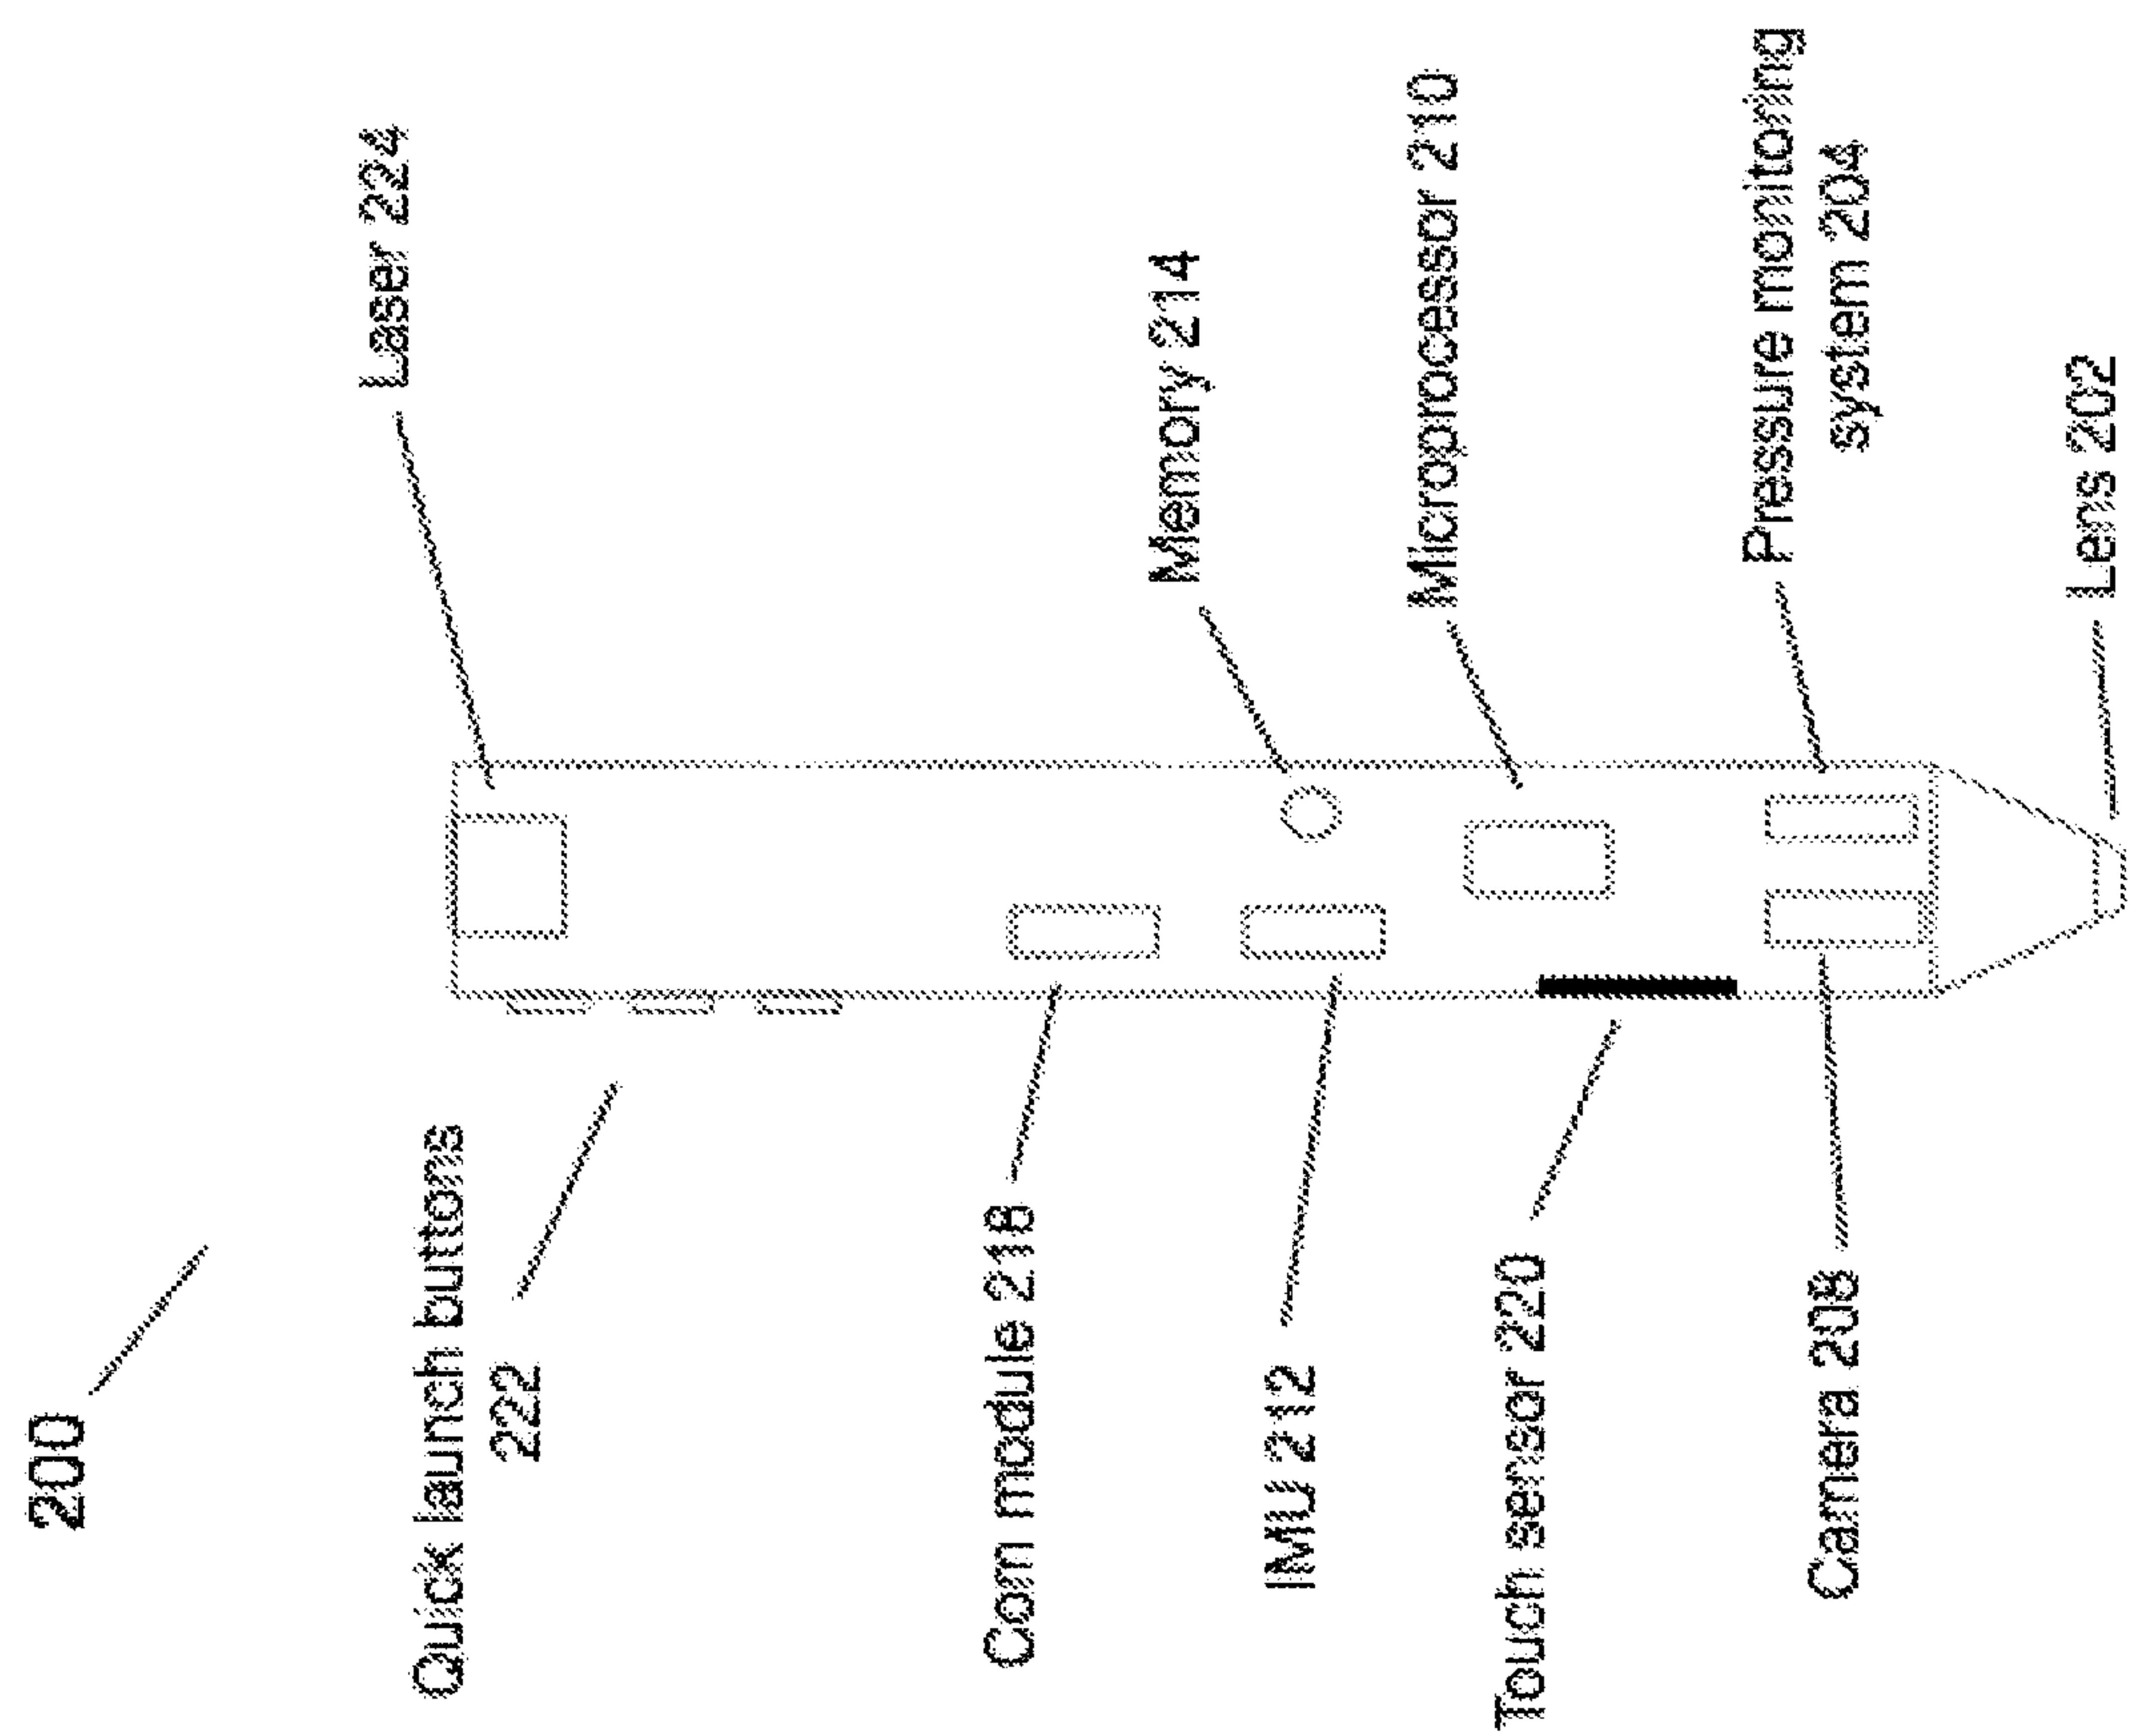 200
Quick launch buttons
222
Com module 218
IMU 212
Touch sensor 220
Camera 208
Laser 224
Memory 214
Microprocessor 210
Pressure monitoring
system 204
Lens 202